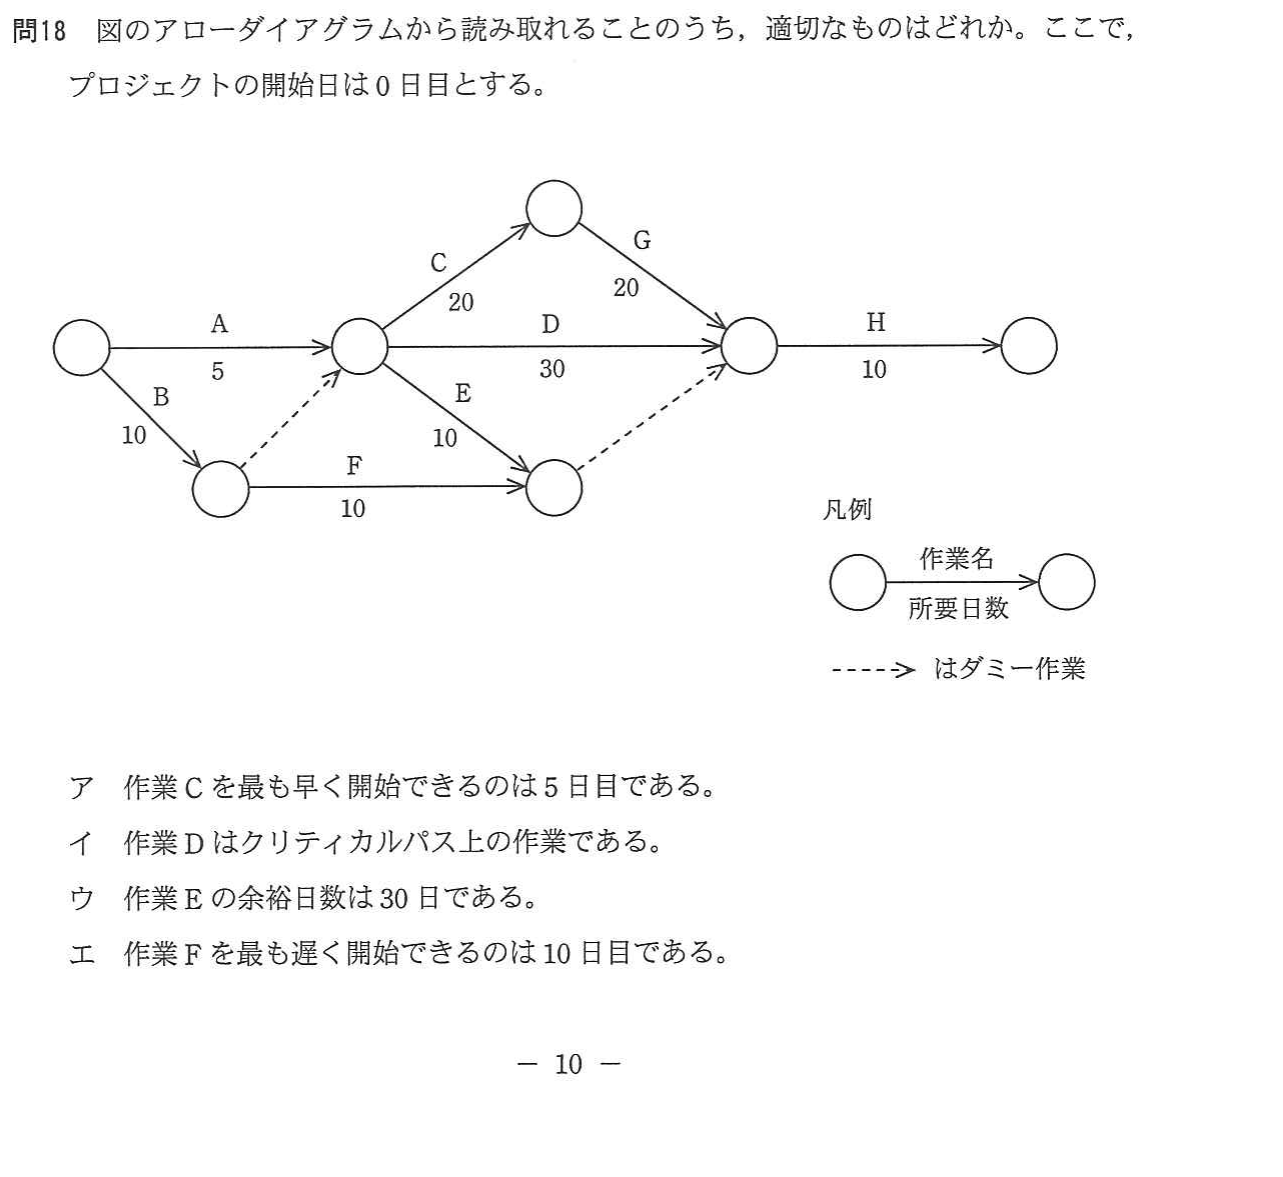 問18 図のアローダイアグラムから読み取れることのうち，適切なものはどれか。ここで，
プロジェクトの開始日は0日目とする。
G
C
20
20
A
D
H
5
30
10
B
E
10
10
F
10
凡例
作業名
所要日数
はダミー作業
ア 作業Cを最も早く開始できるのは5日目である。
イ 作業Dはクリティカルパス上の作業である。
ウ 作業Eの余裕日数は30日である。
エ 作業Fを最も遅く開始できるのは10日目である。
― 10 ―